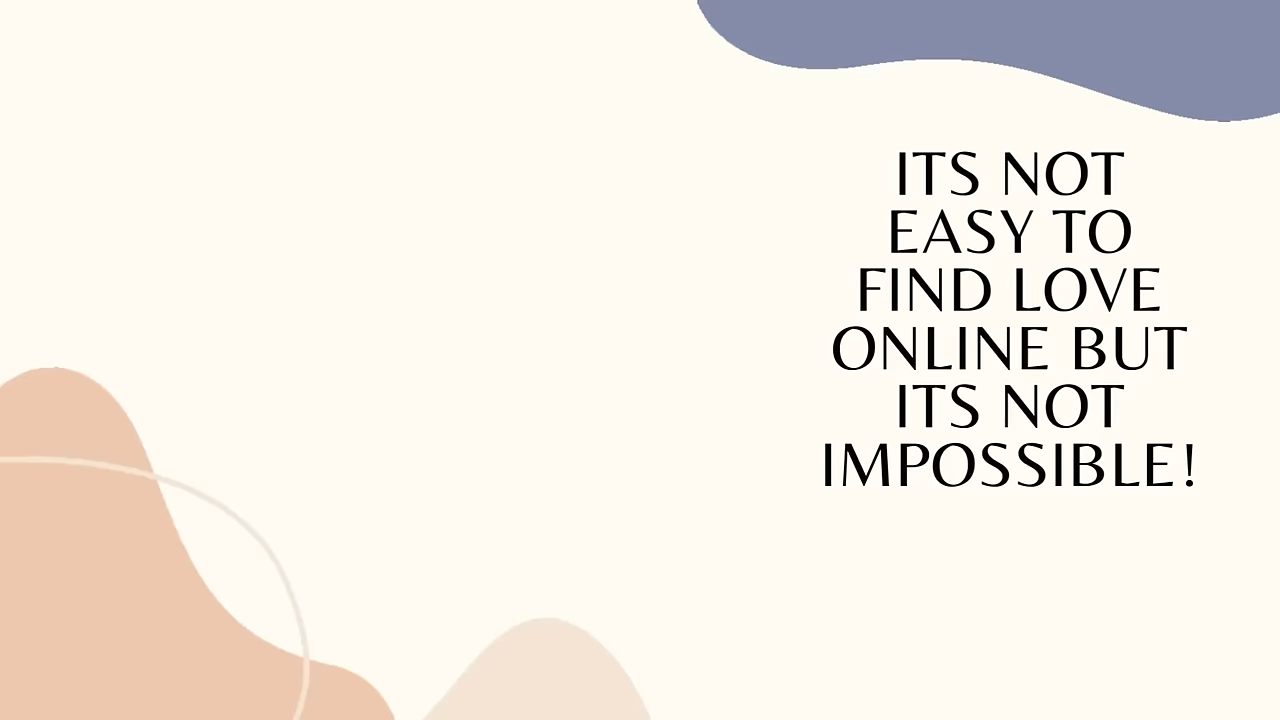 ITS NOT
EASY TO
FIND LOVE
ONLINE BUT
ITS NOT
IMPOSSIBLE!